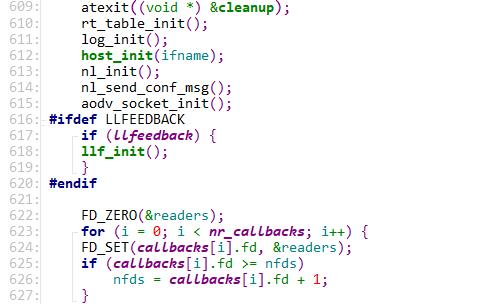 609:     atexit((void *) &cleanup);
610:     rt_table_init();
611:     log_init();
612:     host_init(ifname);
613:     nl_init();
614:     nl_send_conf_msg();
615:     aodv_socket_init();
616: #ifdef LLFEEDBACK
617:     if (llfeedback) {
618:     llf_init();
619:     }
620: #endif
621:
622:     FD_ZERO(&readers);
623:     for (i = 0; i < nr_callbacks; i++) {
624:     FD_SET(callbacks[i].fd, &readers);
625:     if (callbacks[i].fd >= nfds)
626:         nfds = callbacks[i].fd + 1;
627:     }